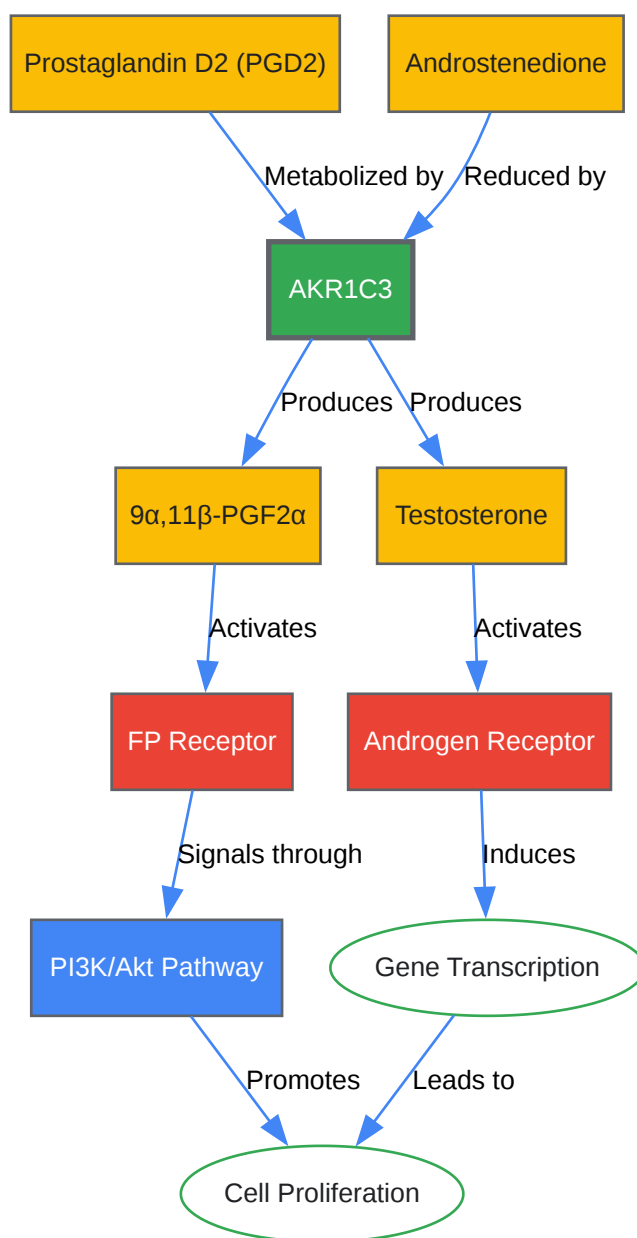 Prostaglandin D2 (PGD2)
Androstenedione
Metabolized by
Reduced by
AKR1C3
Produces
Produces
9α,11β-PGF2α
Testosterone
Activates
Activates
FP Receptor
Androgen Receptor
Signals through
Induces
PI3K/Akt Pathway
Gene Transcription
Promotes
Leads to
Cell Proliferation